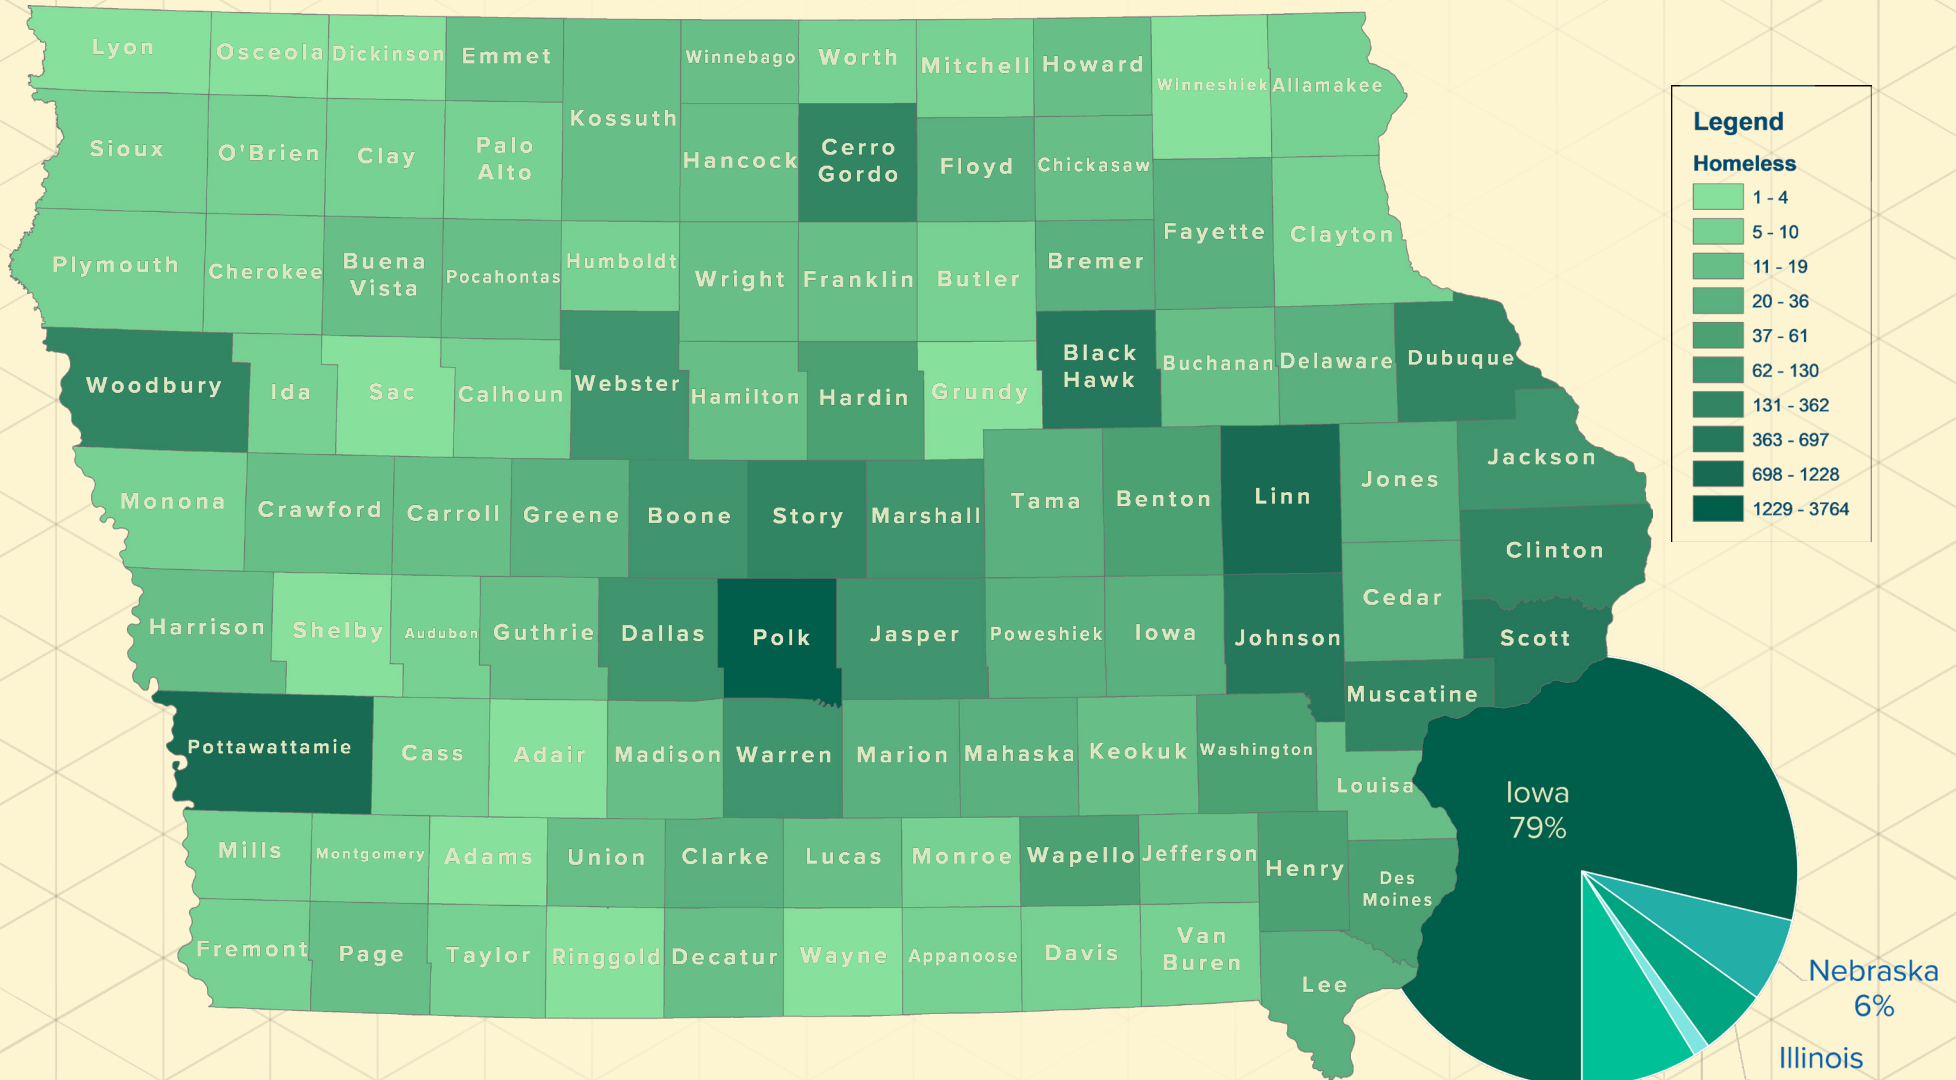 Lyon
Osceola
Dickinson
Emmet
Winnebago
Worth
Mitchell
Howard
Winneshiek
Allamakee
Kossuth
Sioux
O'Brien
Clay
Palo
Alto
Hancock
Cerro
Gordo
Floyd
Chickasaw
Fayette
Clayton
Plymouth
Cherokee
Buena
Vista
Pocahontas
Humboldt
Wright
Franklin
Butler
Bremer
Woodbury
Ida
Sac
Calhoun
Webster
Hamilton
Hardin
Grundy
Black
Hawk
Buchanan
Delaware
Dubuque
Monona
Crawford
Carroll
Greene
Boone
Story
Marshall
Tama
Benton
Linn
Jones
Jackson
Clinton
Harrison
Shelby
Audubon
Guthrie
Dallas
Polk
Jasper
Poweshiek
Iowa
Johnson
Cedar
Scott
Muscatine
Pottawattamie
Cass
Adair
Madison
Warren
Marion
Mahaska
Keokuk
Washington
Louisa
Mills
Montgomery
Adams
Union
Clarke
Lucas
Monroe
Wapello
Jefferson
Henry
Des
Moines
Fremont
Page
Taylor
Ringgold
Decatur
Wayne
Appanoose
Davis
Van
Buren
Lee
Legend
Homeless
1 - 4
5 - 10
11 - 19
20 - 36
37 - 61
62 - 130
131 - 362
363 - 697
698 - 1228
1229 - 3764
Iowa
79%
Nebraska
6%
Illinois